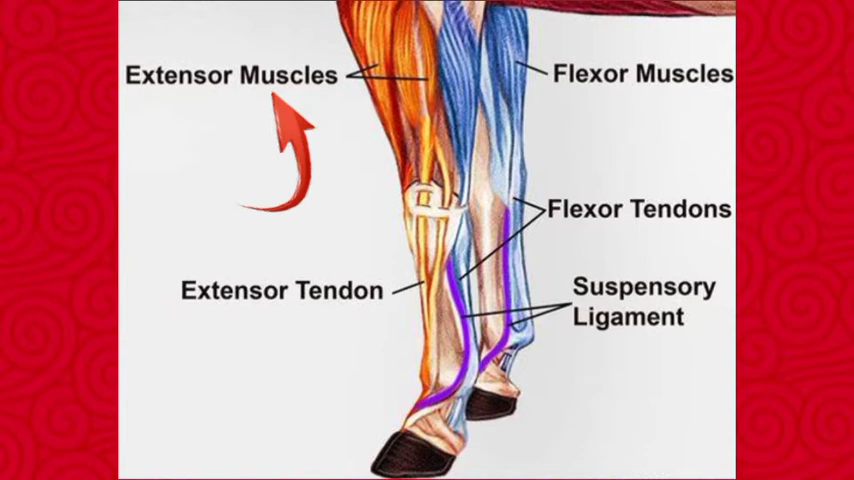 Extensor Muscles
Flexor Muscles
Flexor Tendons
Extensor Tendon
Suspensory
Ligament